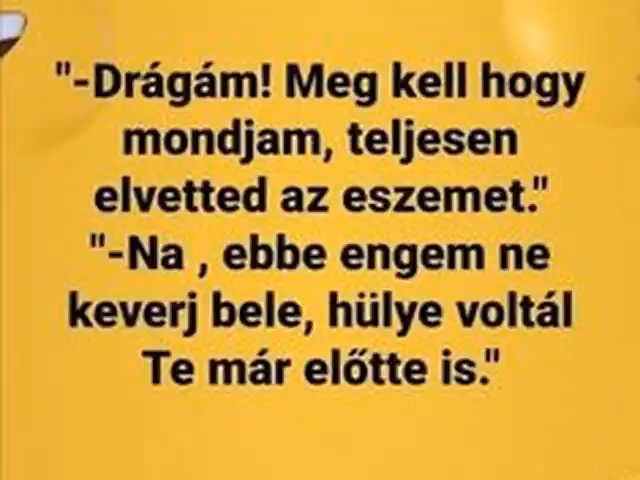 "-Drágám! Meg kell hogy
mondjam, teljesen
elvetted az eszemet."
"-Na , ebbe engem ne
keverj bele, hülye voltál
Te már előtte is."